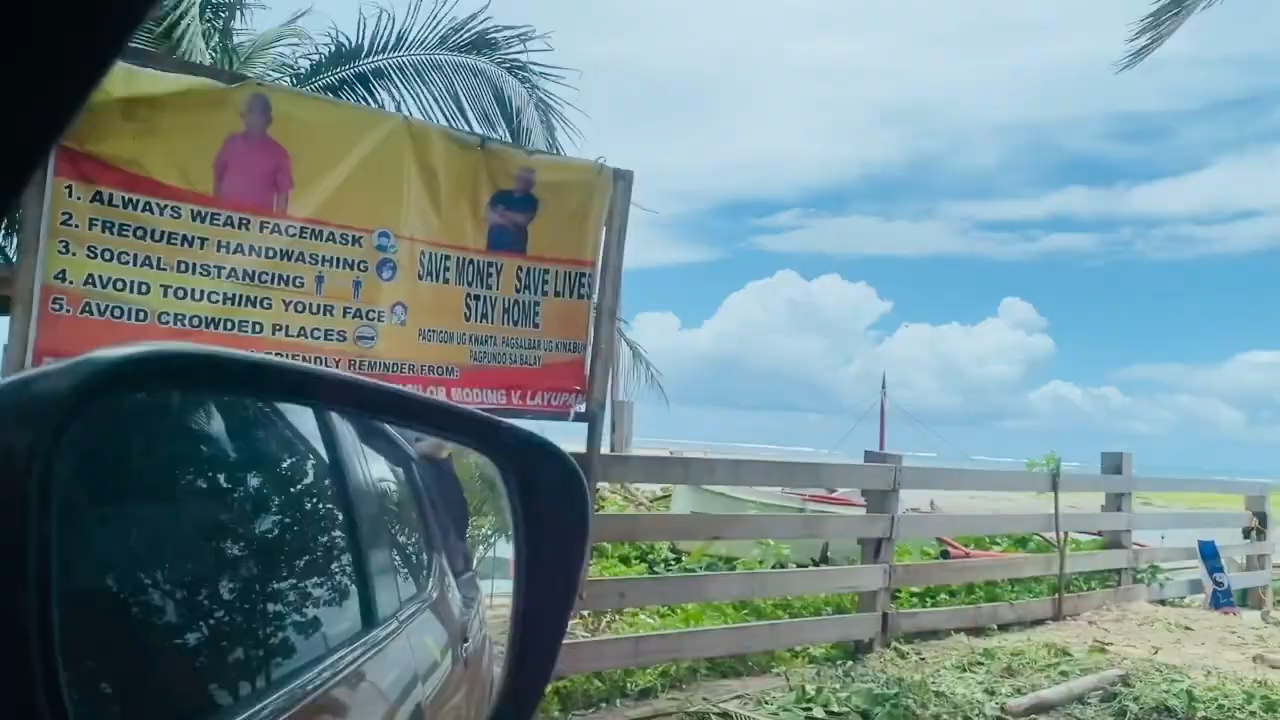 1. ALWAYS WEAR FACEMASK
2. FREQUENT HANDWASHING
3. SOCIAL DISTANCING
4. AVOID TOUCHING YOUR FACE
5. AVOID CROWDED PLACES
SAVE MONEY SAVE LIVES
STAY HOME
PAGTIGOM UG KWARTA, PAGSALBAR UG KINABU
PAGPUNDO SA BALAY
FRIENDLY REMINDER FROM:
MODING V. LAYUPAN